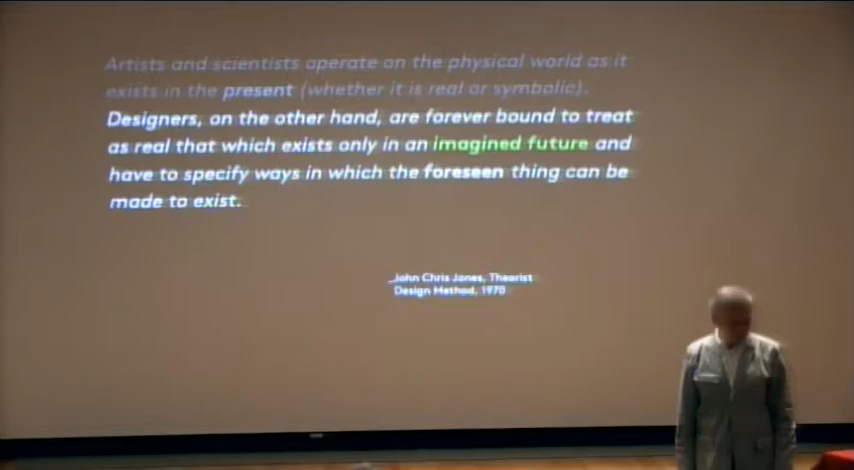 Artists and scientists operate on the physical world as it
exists in the present (whether it is real or symbolic).
Designers, on the other hand, are forever bound to treat
as real that which exists only in an imagined future and
have to specify ways in which the foreseen thing can be
made to exist.
_John Chris Jones, Theorist
Design Method, 1970